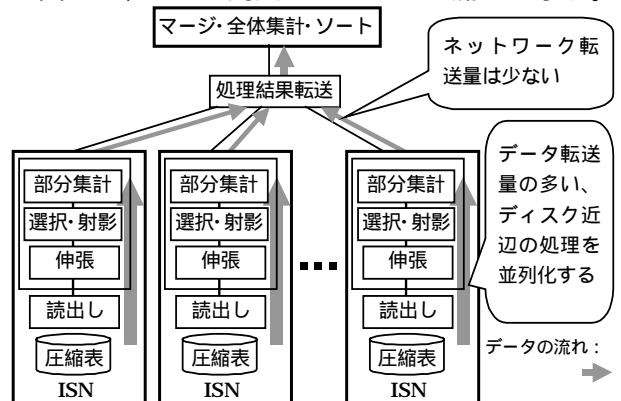 マージ・全体集計・ソート
処理結果転送
ネットワーク転
送量は少ない
部分集計
選択・射影
伸張
読出し
圧縮表
ISN
部分集計
選択・射影
伸張
読出し
圧縮表
ISN
部分集計
選択・射影
伸張
読出し
圧縮表
ISN
データ転送
量の多い、
ディスク近
辺の処理を
並列化する
データの流れ：